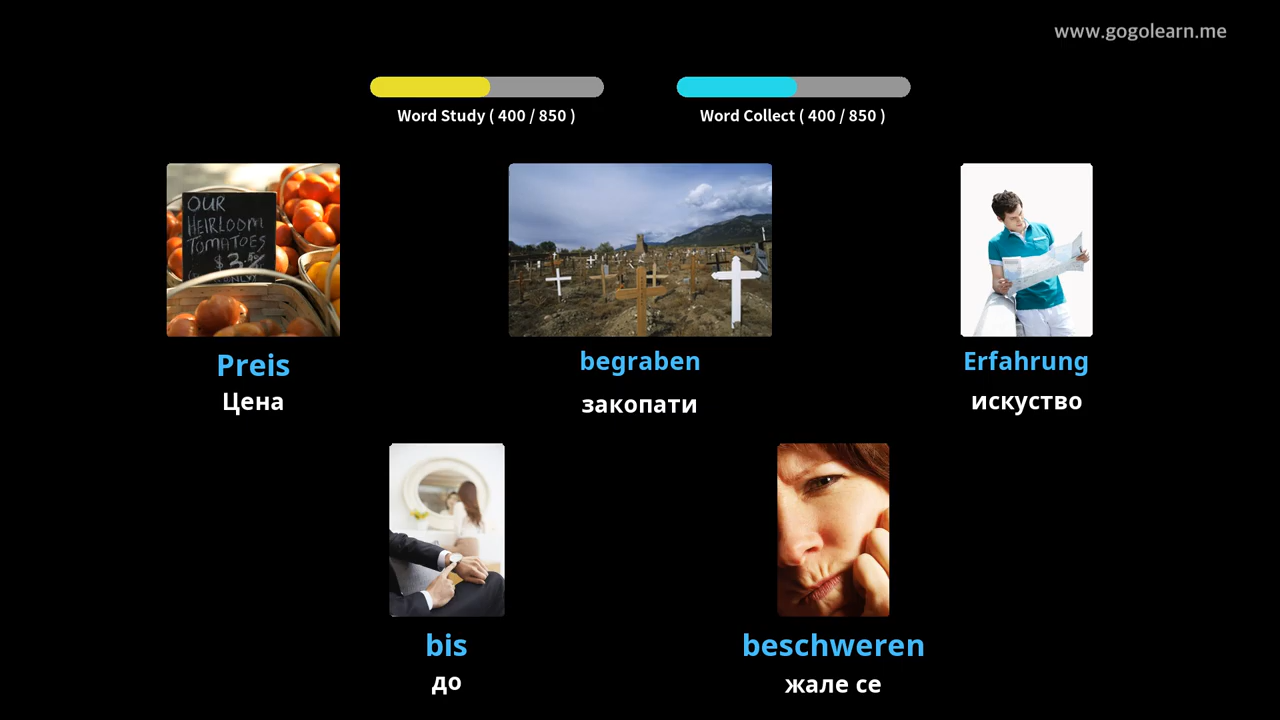 www.gogolearn.me
Word Study ( 400 / 850 )
Word Collect ( 400 / 850 )
OUR
HEIRLOOM
TOMATOES
Preis
Цена
begraben
закопати
Erfahrung
искуство
bis
до
beschweren
жале се